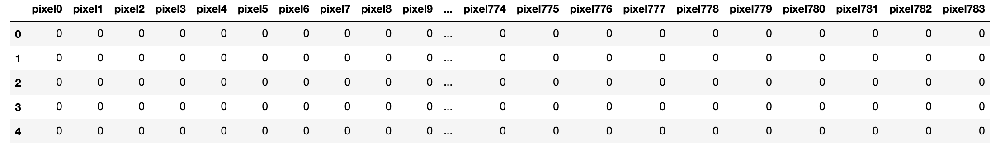 pixel0 pixel1 pixel2 pixel3 pixel4 pixel5 pixel6 pixel7 pixel8 pixel9 ... pixel774 pixel775 pixel776 pixel777 pixel778 pixel779 pixel780 pixel781 pixel782 pixel783
0 0 0 0 0 0 0 0 0 0 0 ... 0 0 0 0 0 0 0 0 0 0
1 0 0 0 0 0 0 0 0 0 0 ... 0 0 0 0 0 0 0 0 0 0
2 0 0 0 0 0 0 0 0 0 0 ... 0 0 0 0 0 0 0 0 0 0
3 0 0 0 0 0 0 0 0 0 0 ... 0 0 0 0 0 0 0 0 0 0
4 0 0 0 0 0 0 0 0 0 0 ... 0 0 0 0 0 0 0 0 0 0